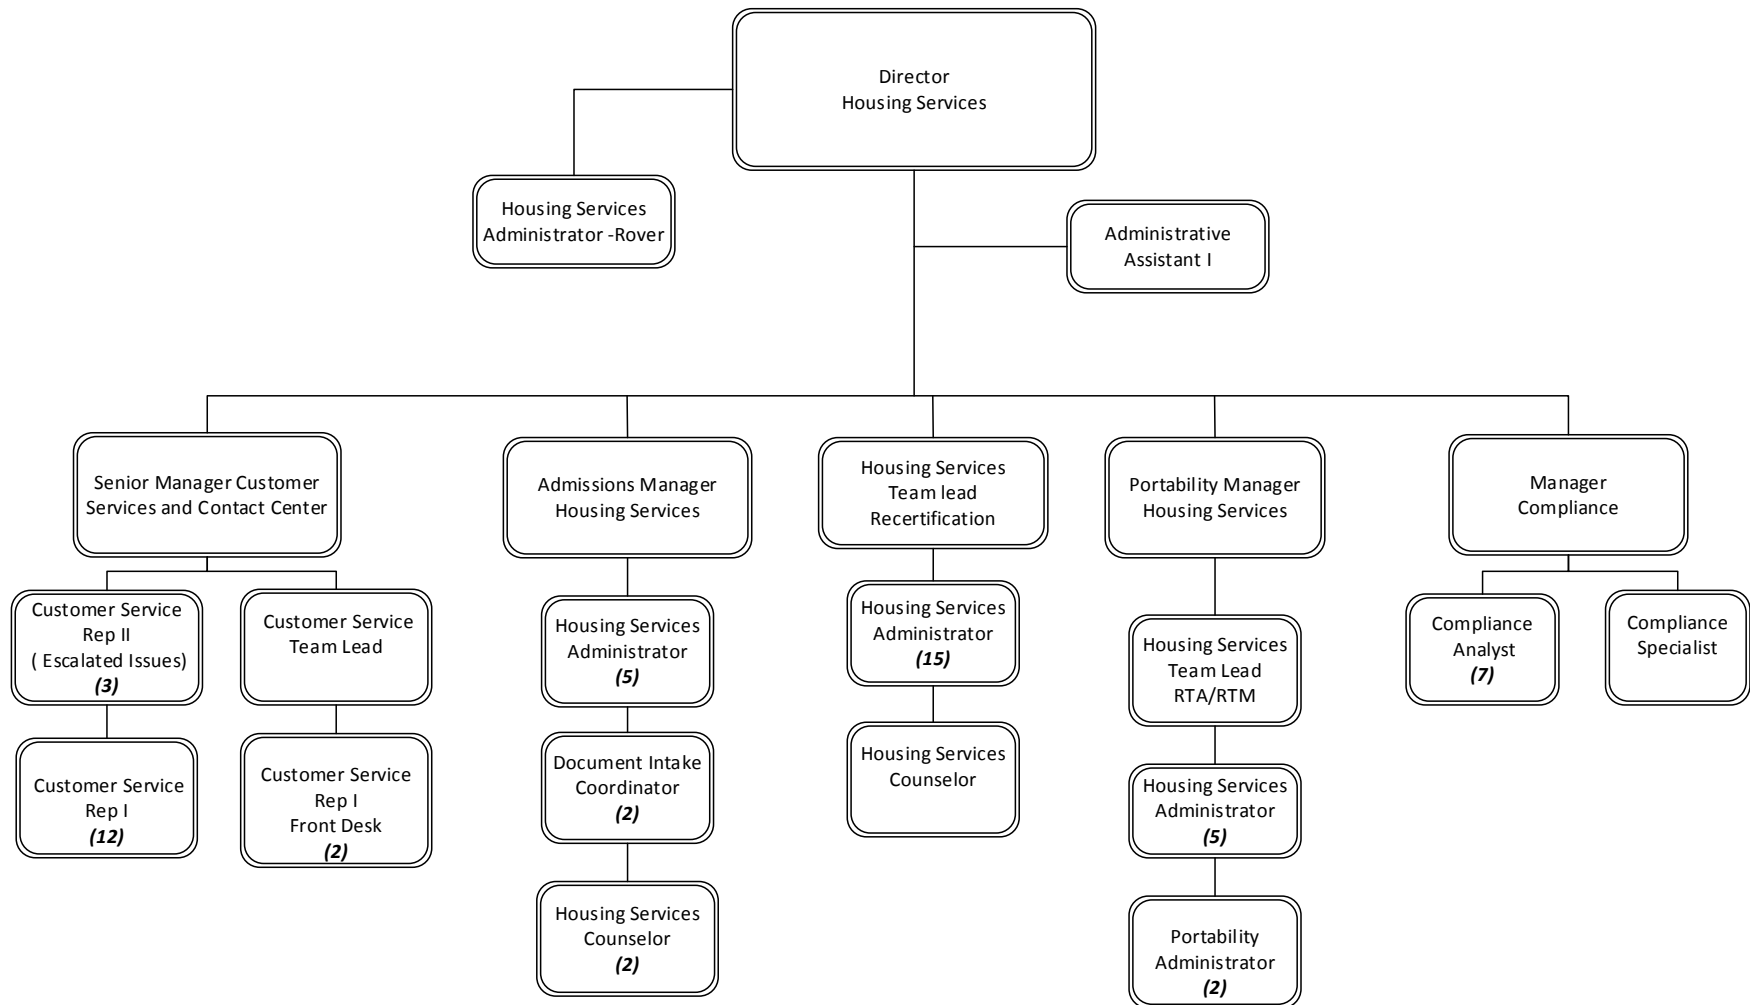 Director
Housing Services
Housing Services
Administrator -Rover
Administrative
Assistant I
Senior Manager Customer
Services and Contact Center
Admissions Manager
Housing Services
Housing Services
Team lead
Recertification
Portability Manager
Housing Services
Manager
Compliance
Customer Service
Rep II
( Escalated Issues)
(3)
Customer Service
Team Lead
Housing Services
Administrator
(5)
Housing Services
Administrator
(15)
Housing Services
Team Lead
RTA/RTM
Compliance
Analyst
(7)
Compliance
Specialist
Customer Service
Rep I
(12)
Customer Service
Rep I
Front Desk
(2)
Document Intake
Coordinator
(2)
Housing Services
Counselor
Housing Services
Administrator
(5)
Housing Services
Counselor
(2)
Portability
Administrator
(2)